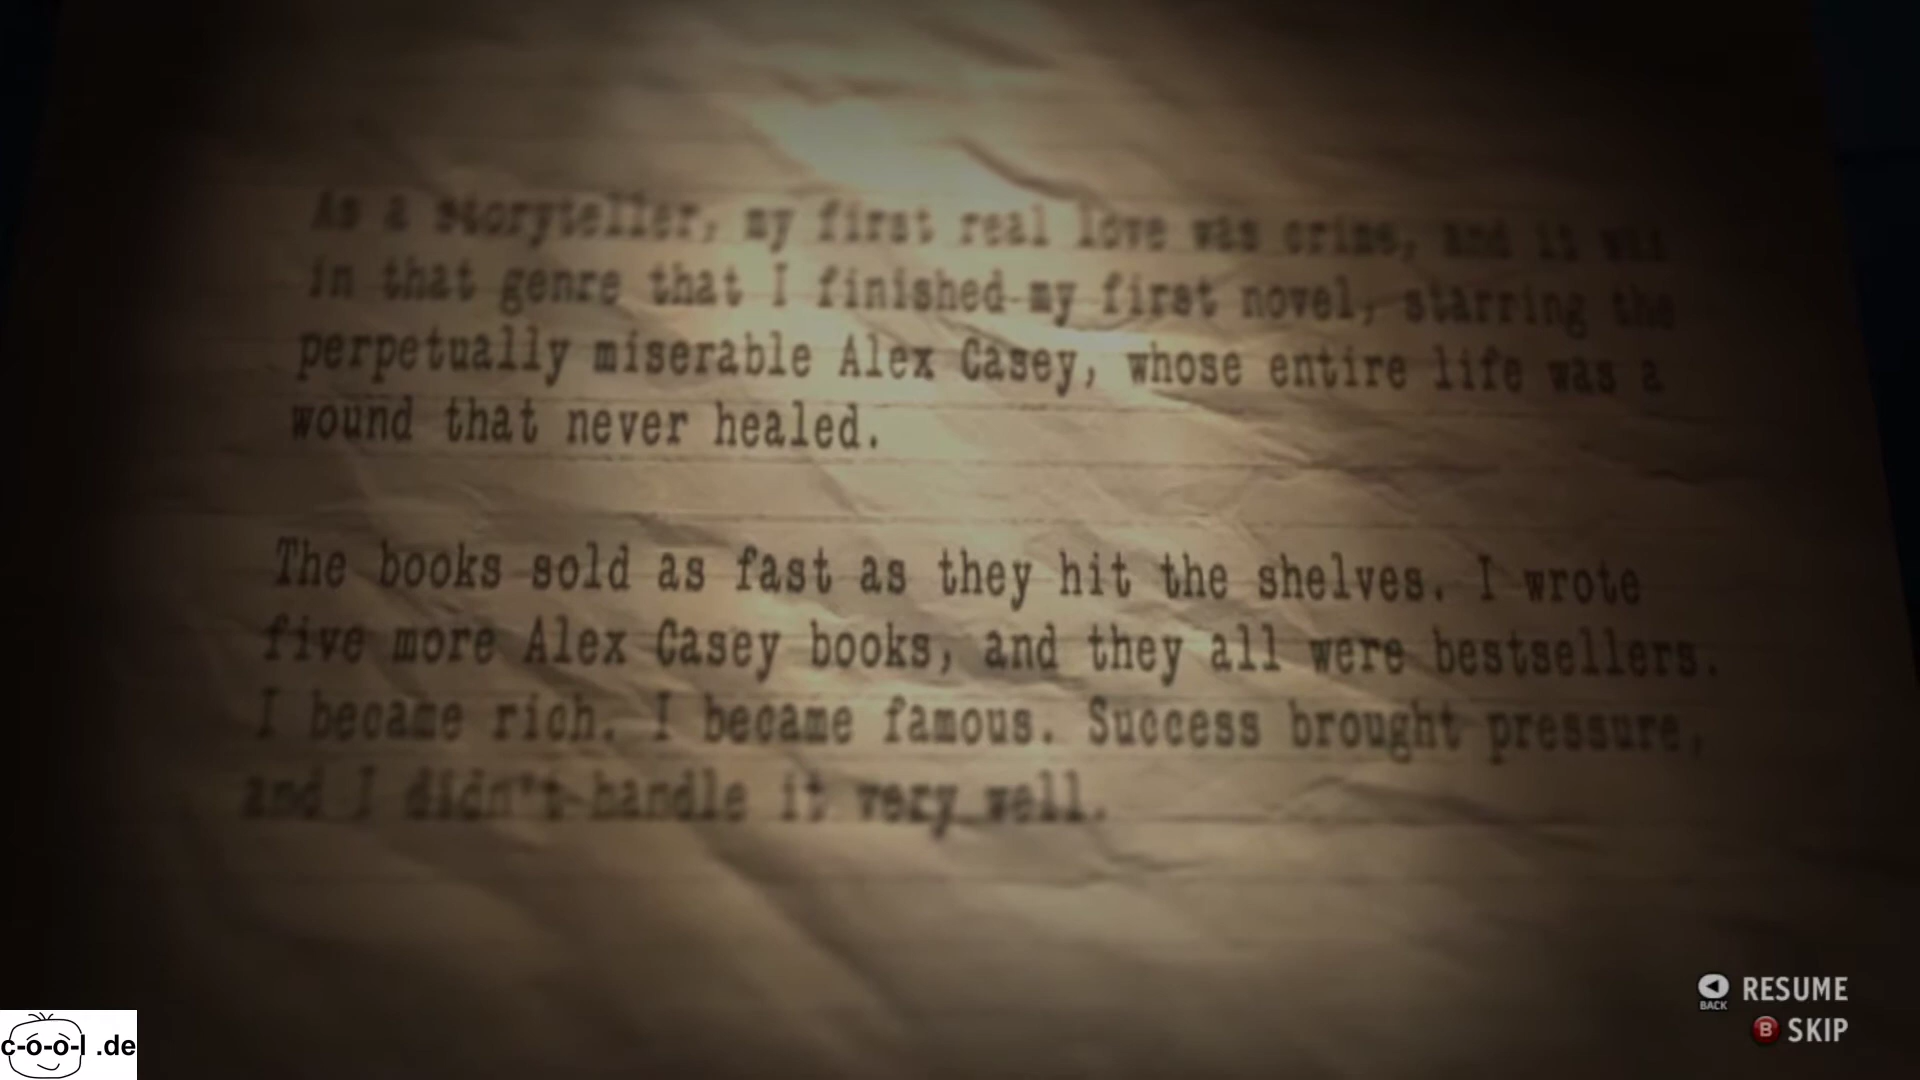 As a storyteller, my first real love was crime, and it was
in that genre that I finished my first novel, starring the
perpetually miserable Alex Casey, whose entire life was a
wound that never healed.
The books sold as fast as they hit the shelves. I wrote
five more Alex Casey books, and they all were bestsellers.
I became rich. I became famous. Success brought pressure,
and I didn't handle it very well.
RESUME
BACK
B SKIP
c-o-o-l .de